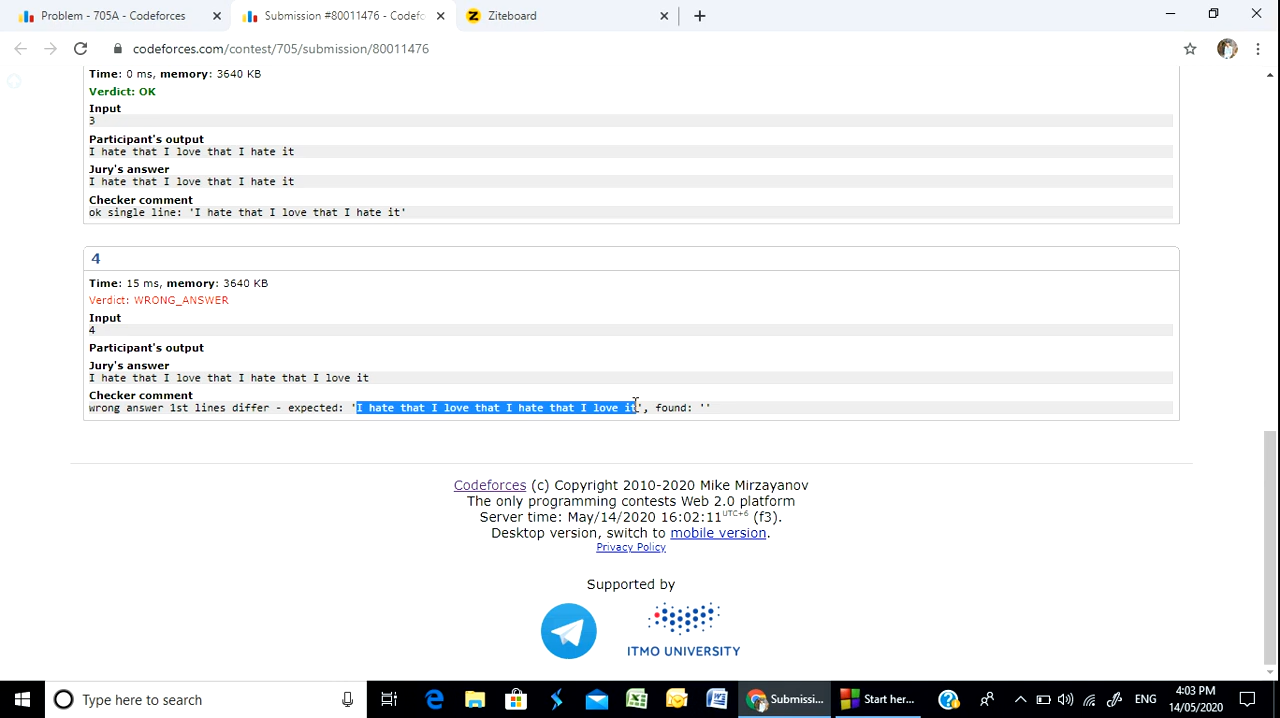 Problem - 705A - Codeforces
Submission #80011476 - Codefo
Ziteboard
codeforces.com/contest/705/submission/80011476
Time: 0 ms, memory: 3640 KB
Verdict: OK
Input
3
Participant's output
I hate that I love that I hate it
Jury's answer
I hate that I love that I hate it
Checker comment
ok single line: 'I hate that I love that I hate it'
4
Time: 15 ms, memory: 3640 KB
Verdict: WRONG_ANSWER
Input
4
Participant's output
Jury's answer
I hate that I love that I hate that I love it
Checker comment
wrong answer 1st lines differ - expected: 'I hate that I love that I hate that I love it', found: ''
Codeforces (c) Copyright 2010-2020 Mike Mirzayanov
The only programming contests Web 2.0 platform
Server time: May/14/2020 16:02:11 UTC+6 (f3).
Desktop version, switch to mobile version.
Privacy Policy
Supported by
ITMO UNIVERSITY
Type here to search
Submissi...
Start her...
ENG
4:03 PM
14/05/2020